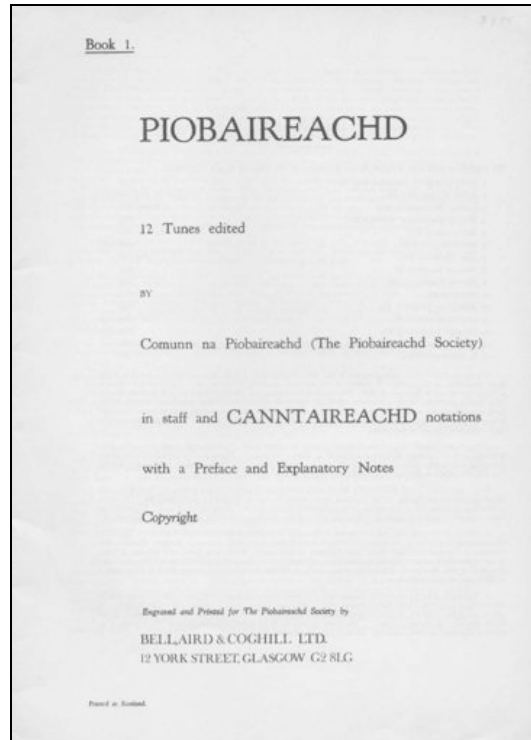 Book 1.
PIOBAIREACHD
12 Tunes edited
BY
Comunn na Piobaireachd (The Piobaireachd Society)
in staff and CANNTAIREACHD notations
with a Preface and Explanatory Notes
Copyright
Engraved and Printed for The Piobaireachd Society by
BELL, AIRD & COGHILL LTD.
12 YORK STREET, GLASGOW G2 8LG
Printed in Scotland.